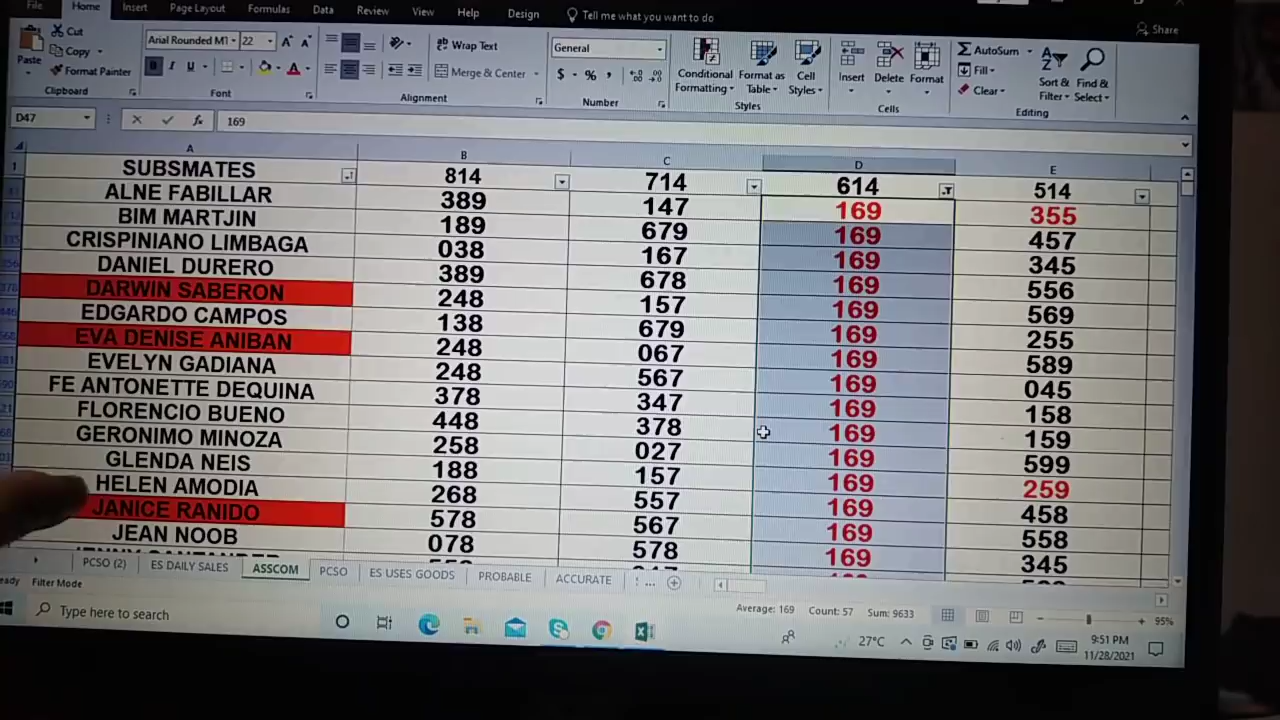 File Home Insert Page Layout Formulas Data Review View Help Design Tell me what you want to do
Share
Cut
Copy
Format Painter
Paste
Clipboard
Arial Rounded MT 22
B I U
Font
Wrap Text
Merge & Center
Alignment
General
$ % ,
Number
Conditional Formatting
Format as Table
Cell Styles
Styles
Insert Delete Format
Cells
AutoSum
Fill
Clear
Sort & Filter
Find & Select
Editing
D47 fx 169
A B C D E
1 SUBSMATES 814 714 614 514
ALNE FABILLAR 389 147 169 355
BIM MARTJIN 189 679 169 457
CRISPINIANO LIMBAGA 038 167 169 345
DANIEL DURERO 389 678 169 556
DARWIN SABERON 248 157 169 569
EDGARDO CAMPOS 138 679 169 255
EVA DENISE ANIBAN 248 067 169 589
EVELYN GADIANA 248 567 169 045
FE ANTONETTE DEQUINA 378 347 169 158
FLORENCIO BUENO 448 378 169 159
GERONIMO MINOZA 258 027 169 599
GLENDA NEIS 188 157 169 259
HELEN AMODIA 268 557 169 458
JANICE RANIDO 578 567 169 558
JEAN NOOB 078 578 169 345
PCSO (2) ES DAILY SALES ASSCOM PCSO ES USES GOODS PROBABLE ACCURATE
Filter Mode Average: 169 Count: 57 Sum: 9633 95%
Type here to search 27°C 9:51 PM
11/28/2021